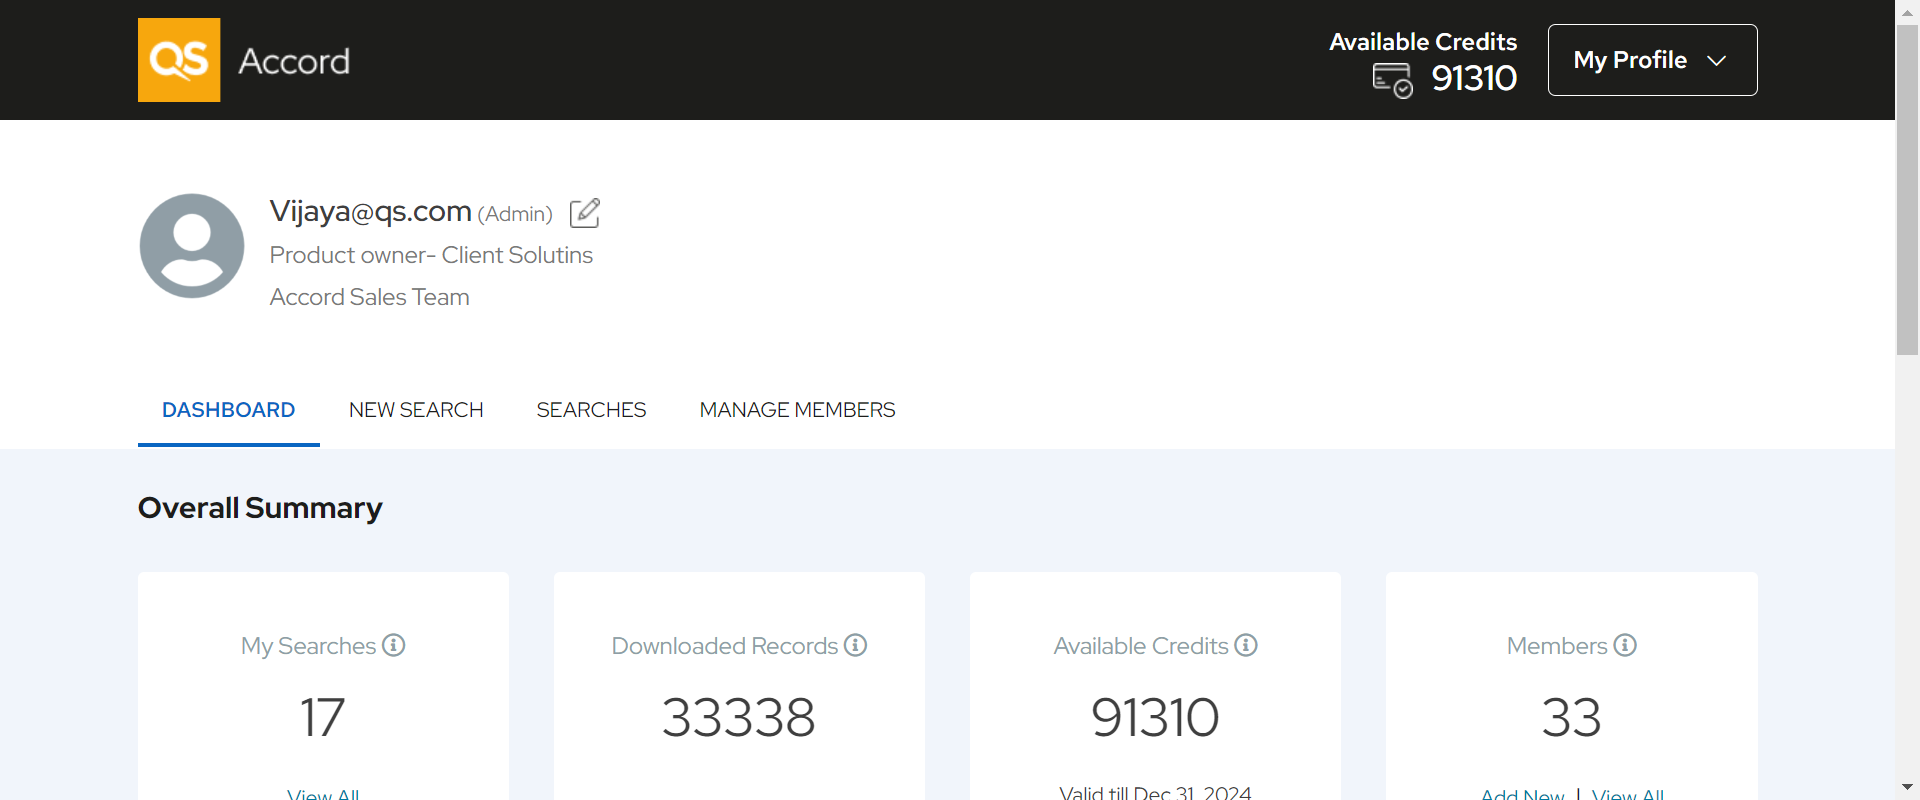 QS Accord
Available Credits
91310
My Profile
Vijaya@qs.com (Admin)
Product owner- Client Solutins
Accord Sales Team
DASHBOARD NEW SEARCH SEARCHES MANAGE MEMBERS
Overall Summary
My Searches
17
View All
Downloaded Records
33338
Available Credits
91310
Valid till Dec 31, 2024
Members
33
Add New | View All